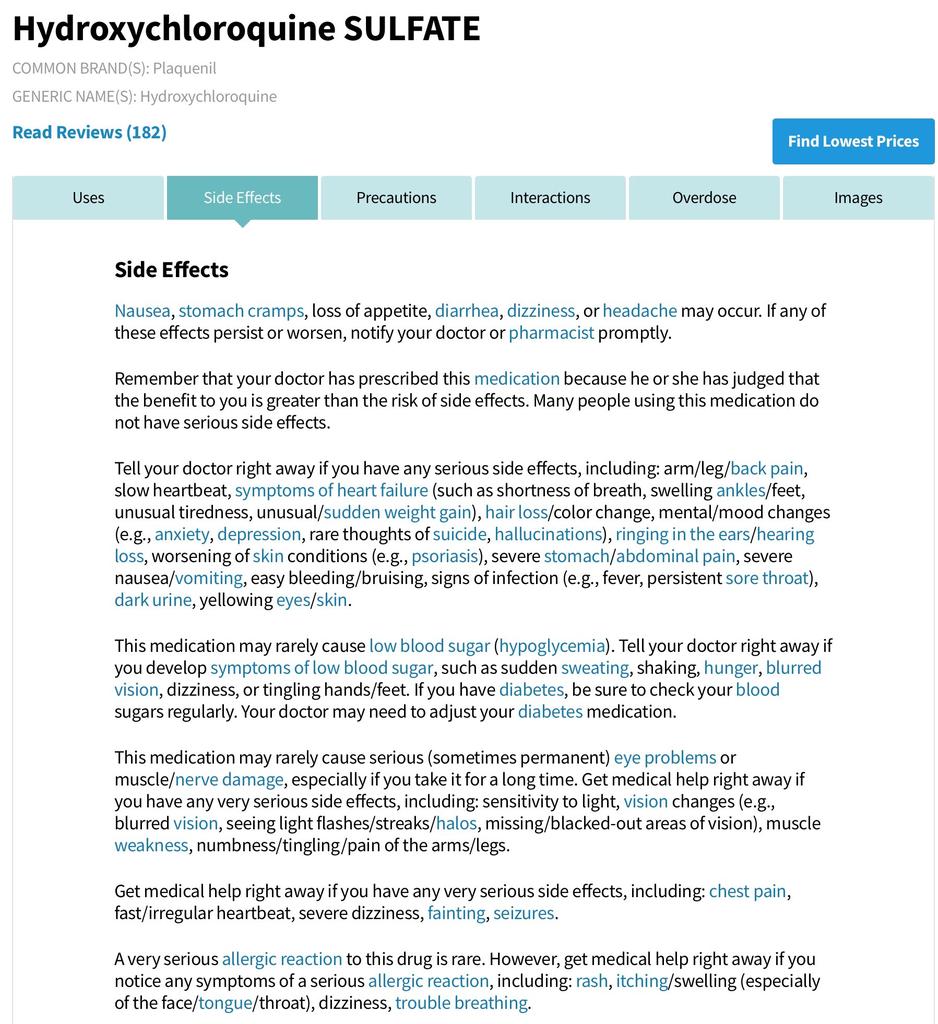 Hydroxychloroquine SULFATE
COMMON BRAND(S): Plaquenil
GENERIC NAME(S): Hydroxychloroquine
Read Reviews (182)
Find Lowest Prices
Uses
Side Effects
Precautions
Interactions
Overdose
Images
Side Effects
Nausea, stomach cramps, loss of appetite, diarrhea, dizziness, or headache may occur. If any of
these effects persist or worsen, notify your doctor or pharmacist promptly.
Remember that your doctor has prescribed this medication because he or she has judged that
the benefit to you is greater than the risk of side effects. Many people using this medication do
not have serious side effects.
Tell your doctor right away if you have any serious side effects, including: arm/leg/back pain,
slow heartbeat, symptoms of heart failure (such as shortness of breath, swelling ankles/feet,
unusual tiredness, unusual/sudden weight gain), hair loss/color change, mental/mood changes
(e.g., anxiety, depression, rare thoughts of suicide, hallucinations), ringing in the ears/hearing
loss, worsening of skin conditions (e.g., psoriasis), severe stomach/abdominal pain, severe
nausea/vomiting, easy bleeding/bruising, signs of infection (e.g., fever, persistent sore throat),
dark urine, yellowing eyes/skin.
This medication may rarely cause low blood sugar (hypoglycemia). Tell your doctor right away if
you develop symptoms of low blood sugar, such as sudden sweating, shaking, hunger, blurred
vision, dizziness, or tingling hands/feet. If you have diabetes, be sure to check your blood
sugars regularly. Your doctor may need to adjust your diabetes medication.
This medication may rarely cause serious (sometimes permanent) eye problems or
muscle/nerve damage, especially if you take it for a long time. Get medical help right away if
you have any very serious side effects, including: sensitivity to light, vision changes (e.g.,
blurred vision, seeing light flashes/streaks/halos, missing/blacked-out areas of vision), muscle
weakness, numbness/tingling/pain of the arms/legs.
Get medical help right away if you have any very serious side effects, including: chest pain,
fast/irregular heartbeat, severe dizziness, fainting, seizures.
A very serious allergic reaction to this drug is rare. However, get medical help right away if you
notice any symptoms of a serious allergic reaction, including: rash, itching/swelling (especially
of the face/tongue/throat), dizziness, trouble breathing.